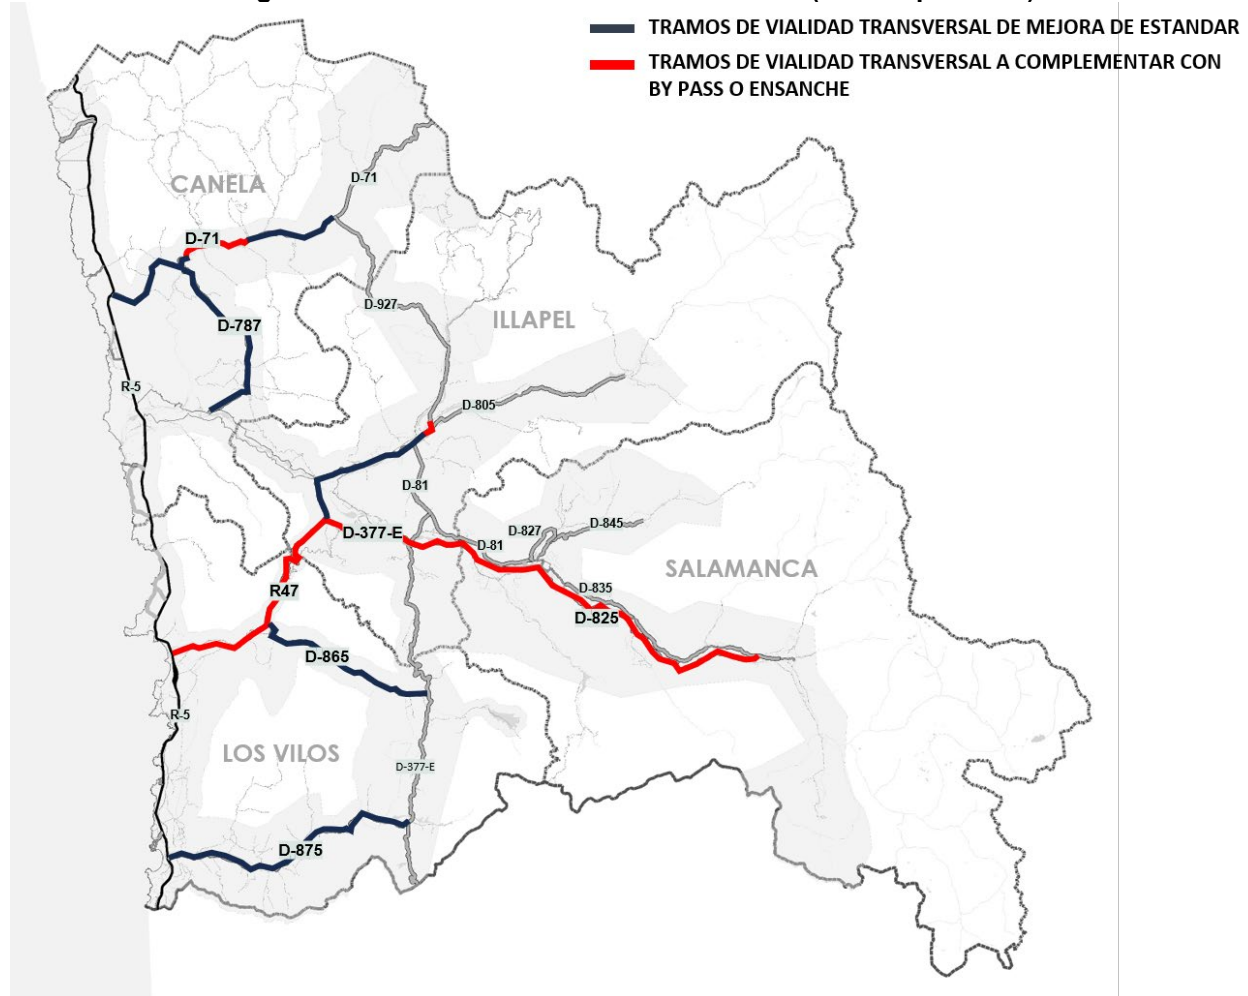 TRAMOS DE VIALIDAD TRANSVERSAL DE MEJORA DE ESTANDAR
TRAMOS DE VIALIDAD TRANSVERSAL A COMPLEMENTAR CON
BY PASS O ENSANCHE
D-71
CANELA
D-71
D-927
ILLAPEL
D-787
R-5
D-805
D-81
D-845
D-827
D-377-E
D-81
SALAMANCA
D-835
R47
D-825
D-865
R-5
LOS VILOS
D-377-E
D-875